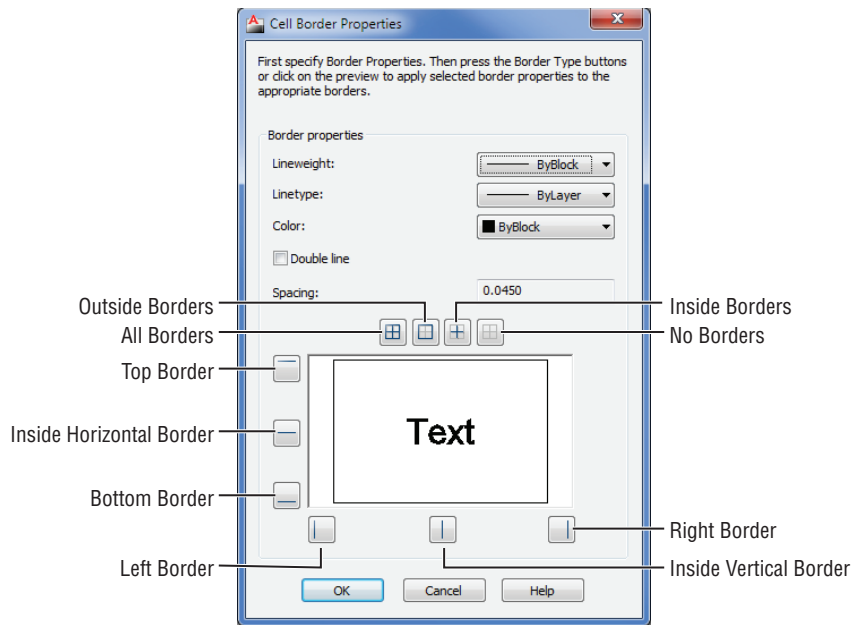 Cell Border Properties
First specify Border Properties. Then press the Border Type buttons
or click on the preview to apply selected border properties to the
appropriate borders.
Border properties
Lineweight:
ByBlock
Linetype:
ByLayer
Color:
ByBlock
Double line
Spacing:
0.0450
Outside Borders
Inside Borders
All Borders
No Borders
Top Border
Text
Inside Horizontal Border
Bottom Border
Right Border
Left Border
Inside Vertical Border
OK
Cancel
Help